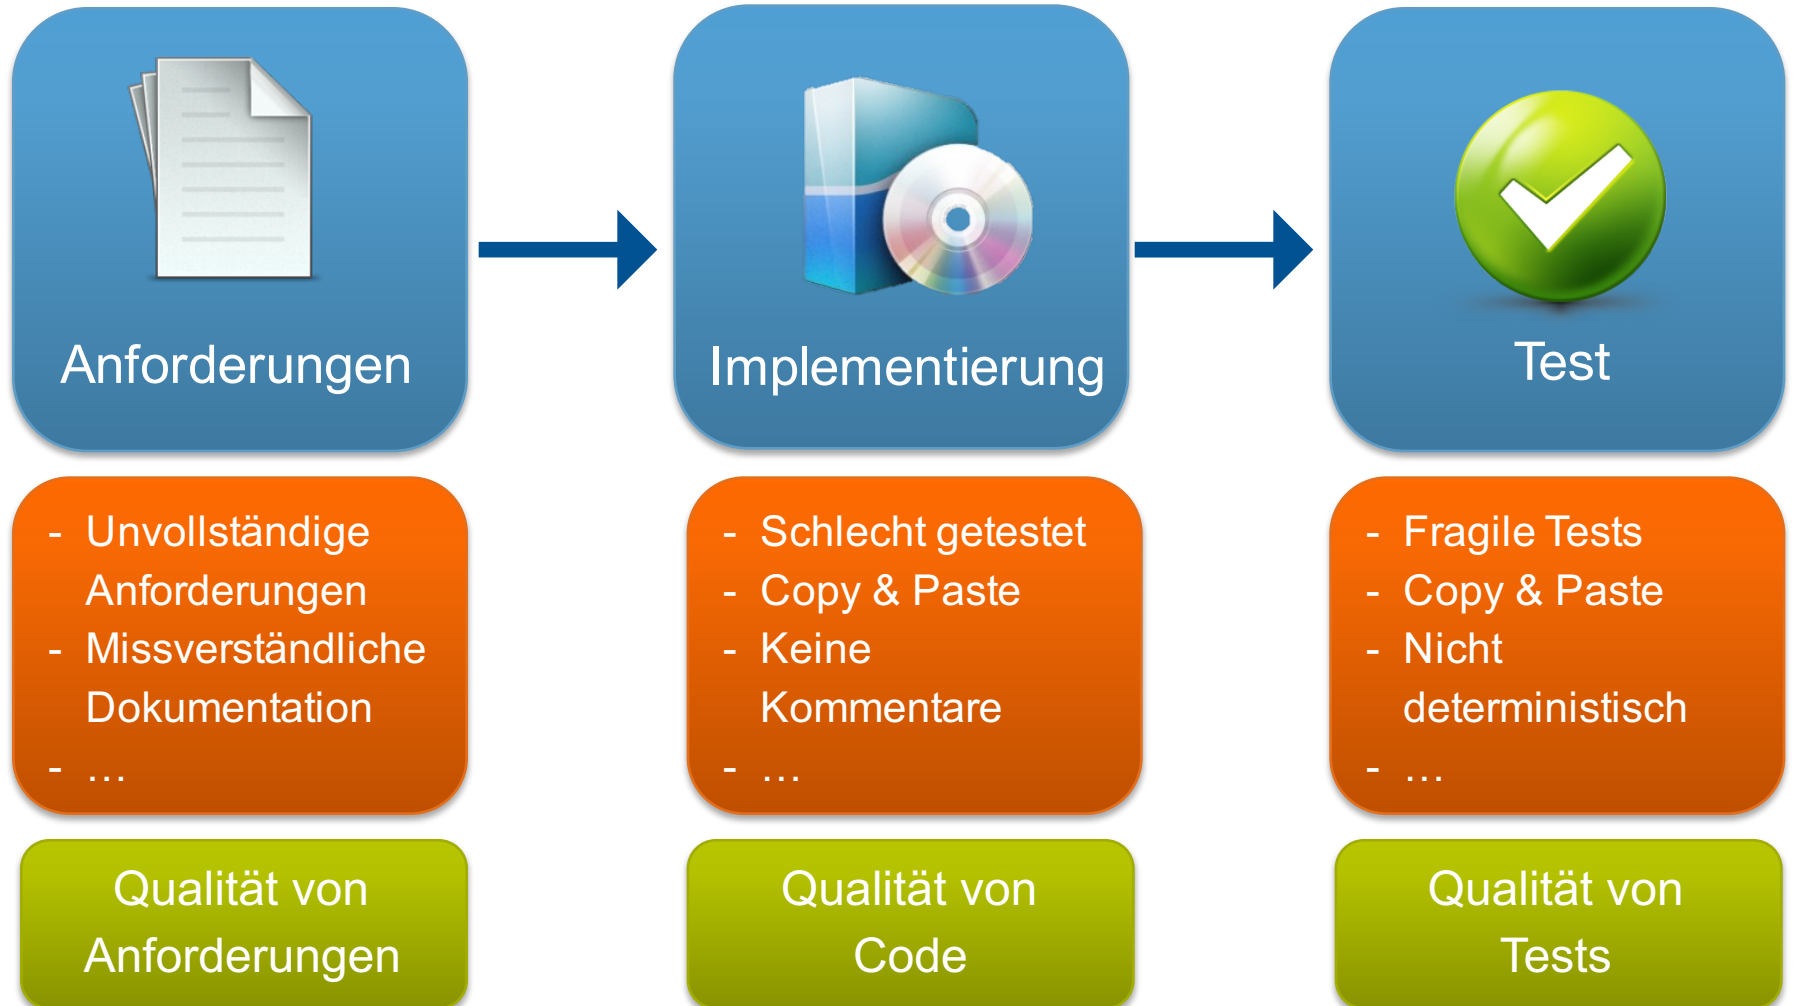 Anforderungen
Implementierung
Test
- Unvollständige
Anforderungen
- Missverständliche
Dokumentation
- …
- Schlecht getestet
- Copy & Paste
- Keine
Kommentare
- …
- Fragile Tests
- Copy & Paste
- Nicht
deterministisch
- …
Qualität von
Anforderungen
Qualität von
Code
Qualität von
Tests